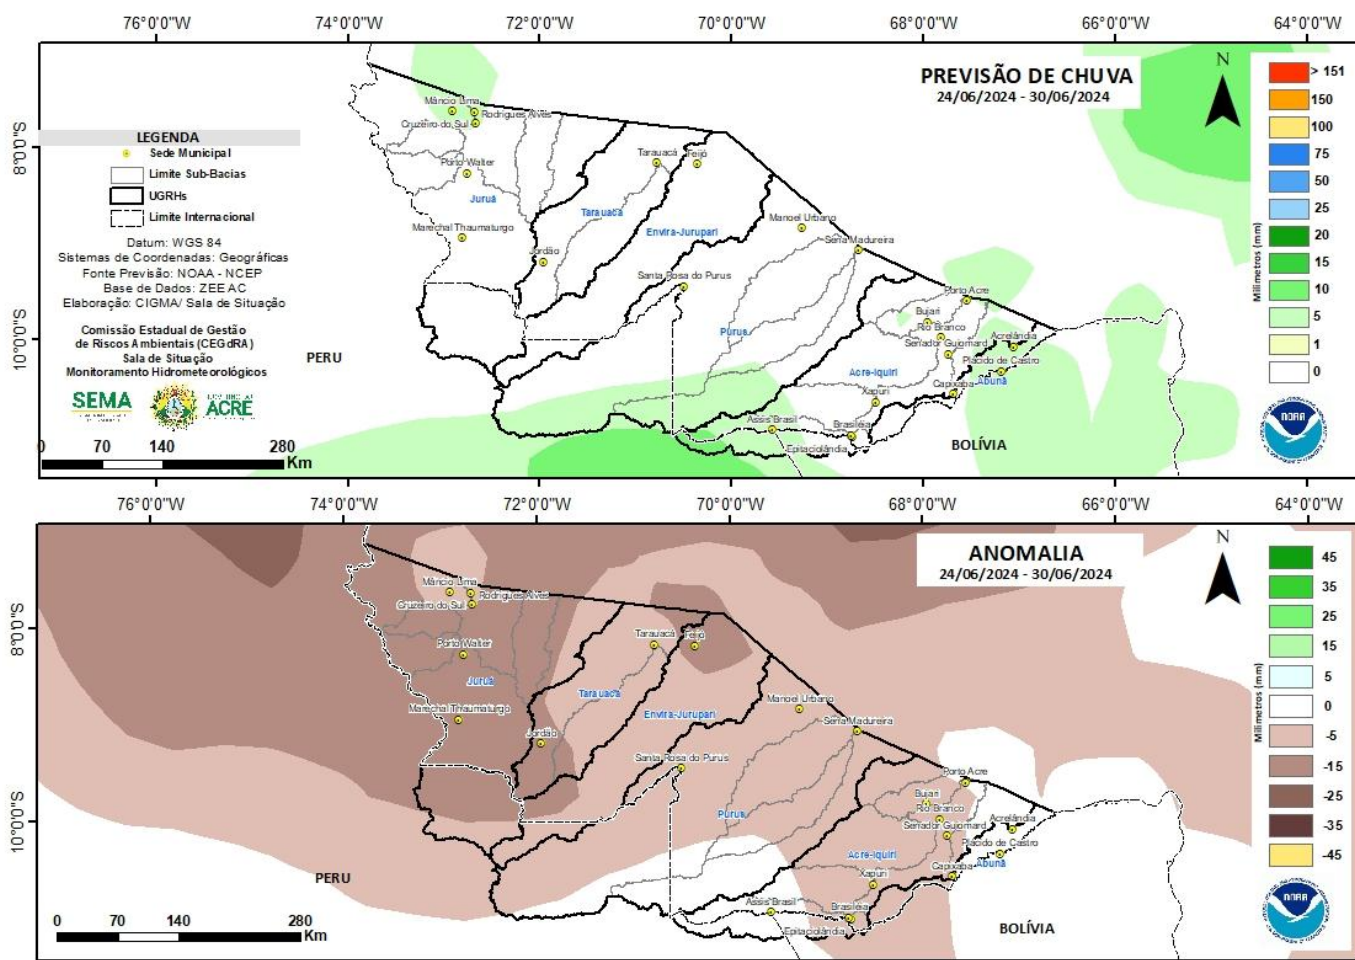 76°0'0"W 74°0'0"W 72°0'0"W 70°0'0"W 68°0'0"W 66°0'0"W 64°0'0"W
PREVISÃO DE CHUVA
24/06/2024 - 30/06/2024
N
8°0'0"S
10°0'0"S
LEGENDA
Sede Municipal
Limite Sub-Bacias
UGRHs
Limite Internacional
Datum: WGS 84
Sistemas de Coordenadas: Geográficas
Fonte Previsão: NOAA - NCEP
Base de Dados: ZEE AC
Elaboração: CIGMA/ Sala de Situação
Comissão Estadual de Gestão
de Riscos Ambientais (CEGdRA)
Sala de Situação
Monitoramento Hidrometeorológicos
SEMA
ACRE
0 70 140 280
Km
Mâncio Lima
Rodrigues Alves
Cruzeiro do Sul
Porto Walter
Juruá
Marechal Thaumaturgo
Tarauacá
Feijó
Tarauacá
Envira-Jurupari
Jordão
Manoel Urbano
Sena Madureira
Santa Rosa do Purus
Purus
Porto Acre
Bujari
Rio Branco
Acrelândia
Senador Guiomard
Plácido de Castro
Acre-Iquiri
Abunã
Capixaba
Xapuri
Assis Brasil
Brasiléia
Epitaciolândia
PERU
BOLÍVIA
Milímetros (mm)
> 151
150
100
75
50
25
20
15
10
5
1
0
NOAA
76°0'0"W 74°0'0"W 72°0'0"W 70°0'0"W 68°0'0"W 66°0'0"W 64°0'0"W
ANOMALIA
24/06/2024 - 30/06/2024
N
8°0'0"S
10°0'0"S
Mâncio Lima
Rodrigues Alves
Cruzeiro do Sul
Porto Walter
Juruá
Marechal Thaumaturgo
Tarauacá
Feijó
Tarauacá
Envira-Jurupari
Jordão
Manoel Urbano
Sena Madureira
Santa Rosa do Purus
Purus
Porto Acre
Bujari
Rio Branco
Acrelândia
Senador Guiomard
Plácido de Castro
Acre-Iquiri
Abunã
Capixaba
Xapuri
Assis Brasil
Brasiléia
Epitaciolândia
PERU
BOLÍVIA
0 70 140 280
Km
Milímetros (mm)
45
35
25
15
5
0
-5
-15
-25
-35
-45
NOAA